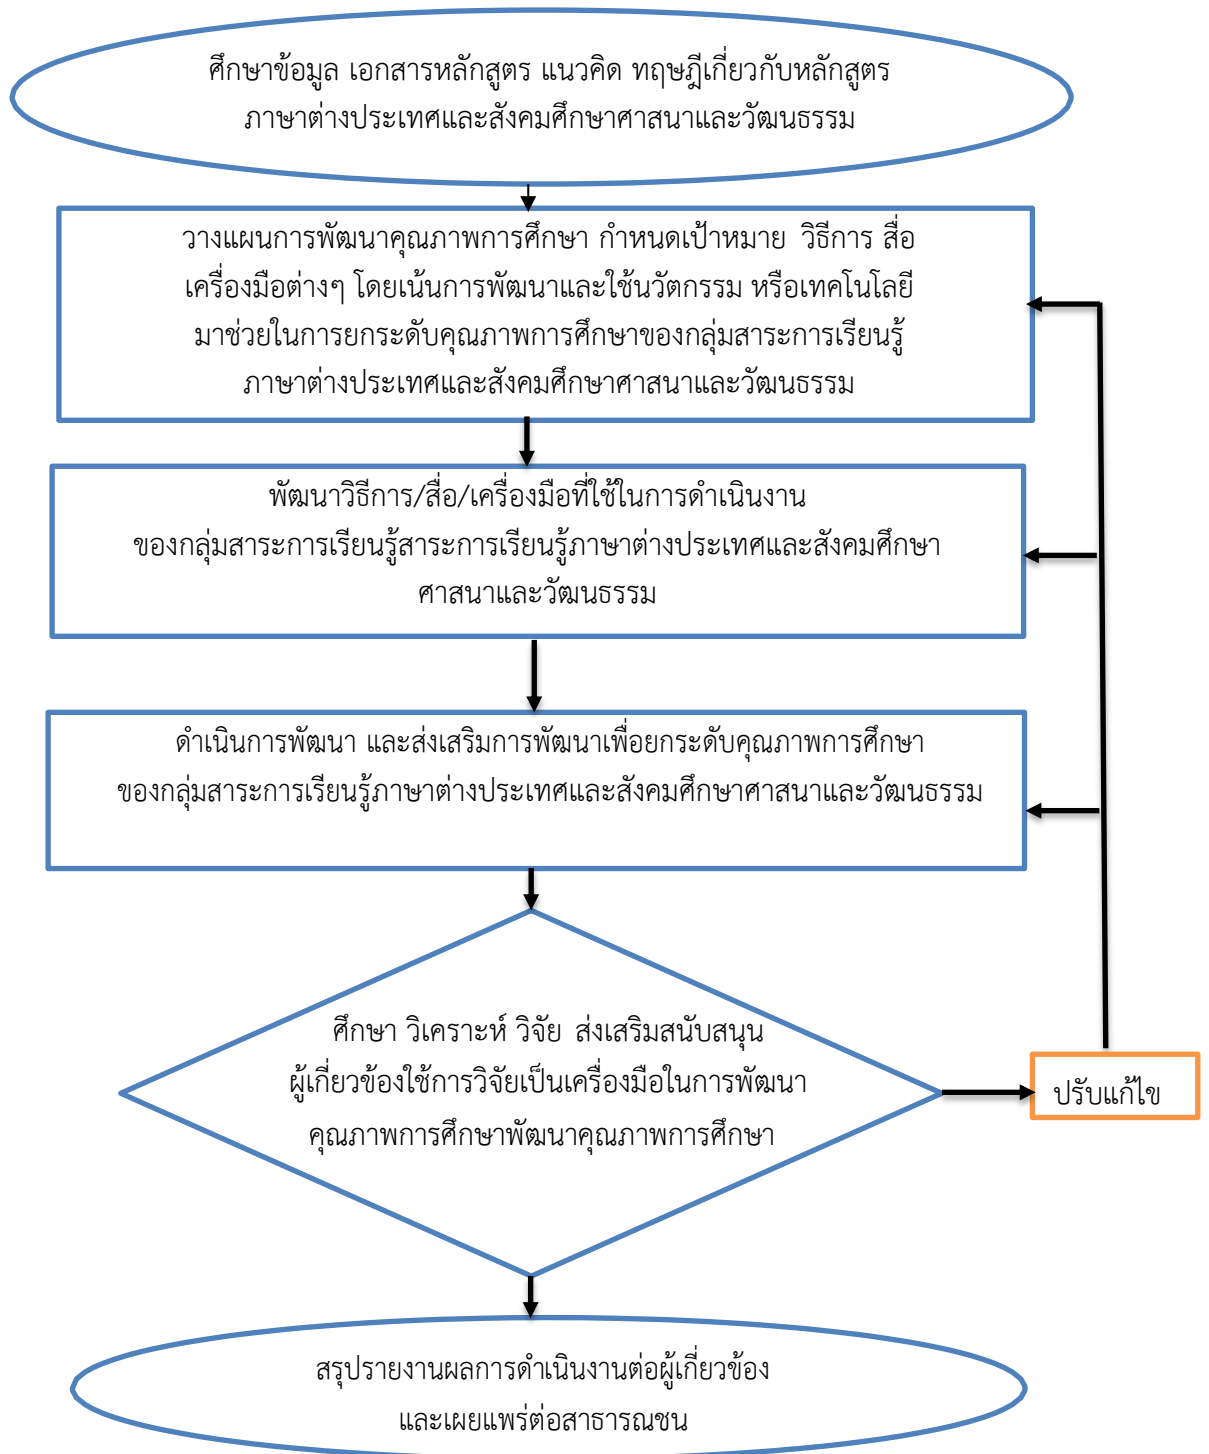 ศึกษาข้อมูล เอกสารหลักสูตร แนวคิด ทฤษฎีเกี่ยวกับหลักสูตร
ภาษาต่างประเทศและสังคมศึกษาศาสนาและวัฒนธรรม
วางแผนการพัฒนาคุณภาพการศึกษา กำหนดเป้าหมาย วิธีการ สื่อ
เครื่องมือต่างๆ โดยเน้นการพัฒนาและใช้นวัตกรรม หรือเทคโนโลยี
มาช่วยในการยกระดับคุณภาพการศึกษาของกลุ่มสาระการเรียนรู้
ภาษาต่างประเทศและสังคมศึกษาศาสนาและวัฒนธรรม
พัฒนาวิธีการ/สื่อ/เครื่องมือที่ใช้ในการดำเนินงาน
ของกลุ่มสาระการเรียนรู้สาระการเรียนรู้ภาษาต่างประเทศและสังคมศึกษา
ศาสนาและวัฒนธรรม
ดำเนินการพัฒนา และส่งเสริมการพัฒนาเพื่อยกระดับคุณภาพการศึกษา
ของกลุ่มสาระการเรียนรู้ภาษาต่างประเทศและสังคมศึกษาศาสนาและวัฒนธรรม
ศึกษา วิเคราะห์ วิจัย ส่งเสริมสนับสนุน
ผู้เกี่ยวข้องใช้การวิจัยเป็นเครื่องมือในการพัฒนา
คุณภาพการศึกษาพัฒนาคุณภาพการศึกษา
ปรับแก้ไข
สรุปรายงานผลการดำเนินงานต่อผู้เกี่ยวข้อง
และเผยแพร่ต่อสาธารณชน